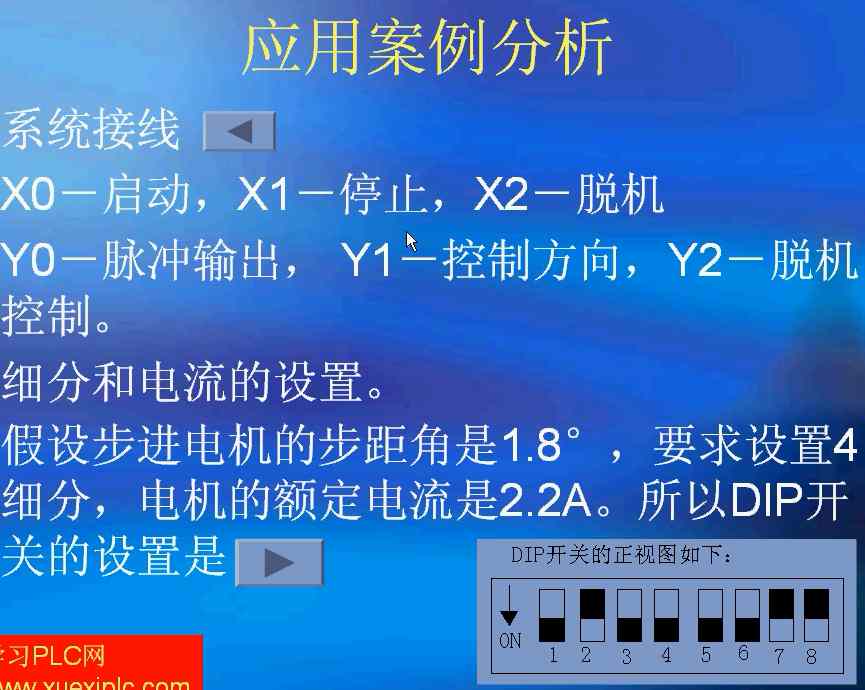 应用案例分析
系统接线
X0－启动，X1－停止，X2－脱机
Y0－脉冲输出， Y1－控制方向，Y2－脱机
控制。
细分和电流的设置。
假设步进电机的步距角是1.8°，要求设置4
细分，电机的额定电流是2.2A。所以DIP开
关的设置是
DIP开关的正视图如下：
ON
1 2 3 4 5 6 7 8
学习PLC网
www.xuexiplc.com